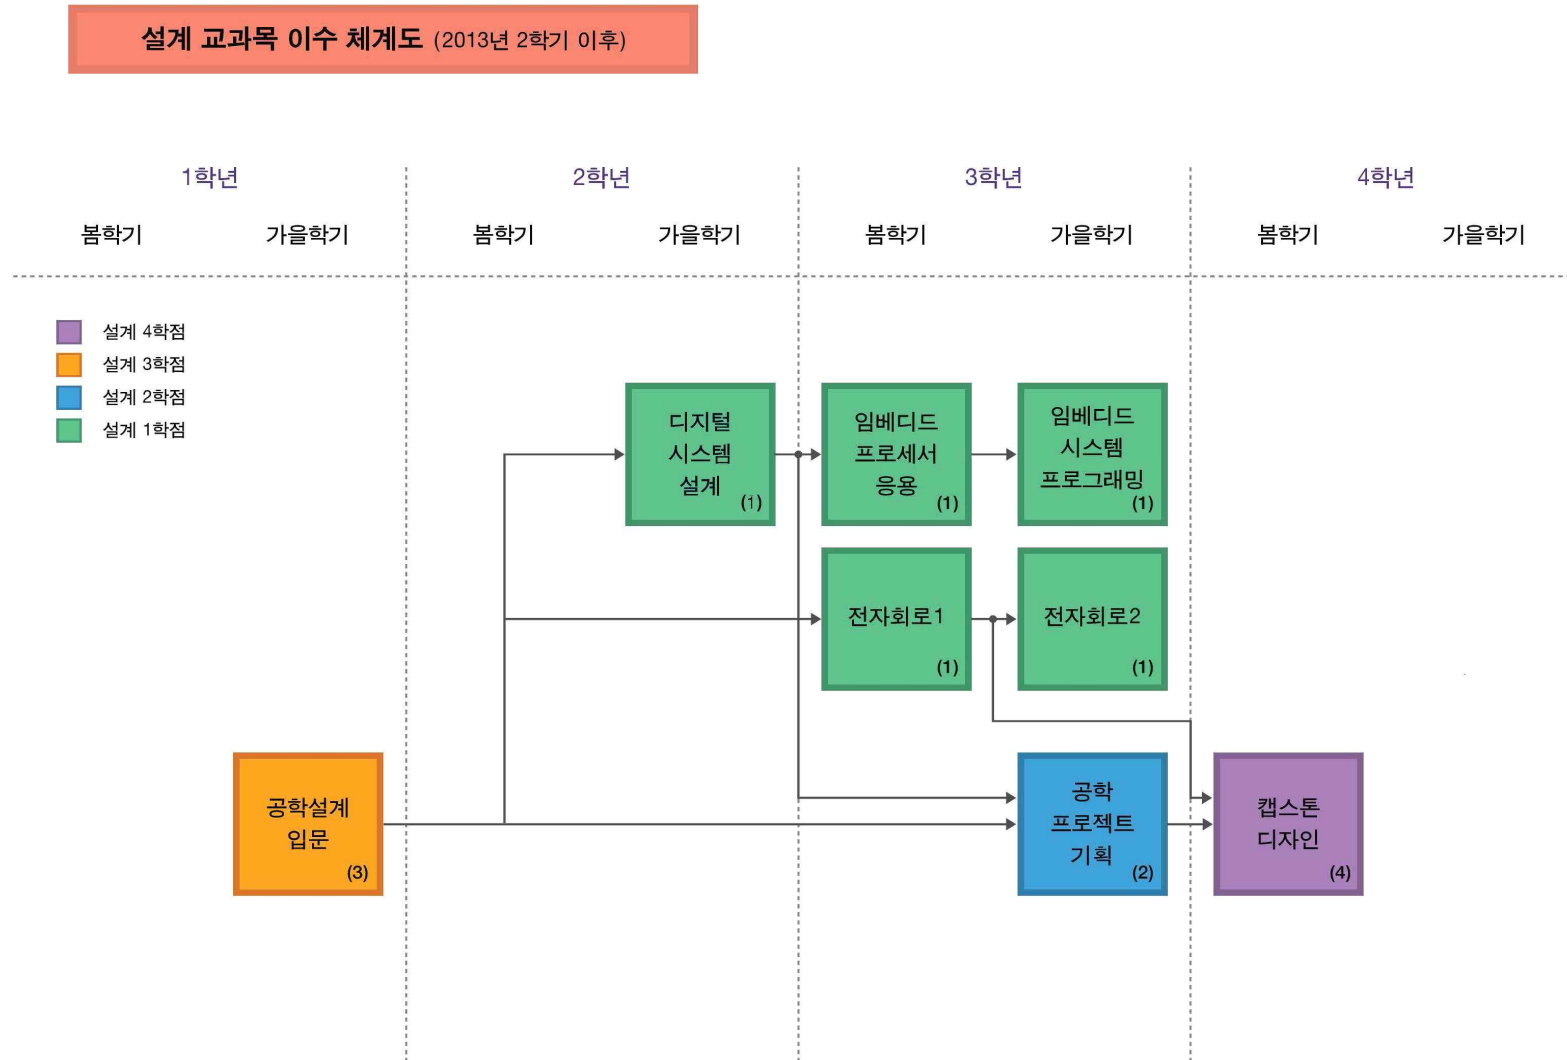 설계 교과목 이수 체계도 (2013년 2학기 이후)
1학년 2학년 3학년 4학년
봄학기 가을학기 봄학기 가을학기 봄학기 가을학기 봄학기 가을학기
설계 4학점
설계 3학점
설계 2학점
설계 1학점
디지털
시스템
설계
(1)
임베디드
프로세서
응용
(1)
임베디드
시스템
프로그래밍
(1)
전자회로1
(1)
전자회로2
(1)
공학설계
입문
(3)
공학
프로젝트
기획
(2)
캡스톤
디자인
(4)